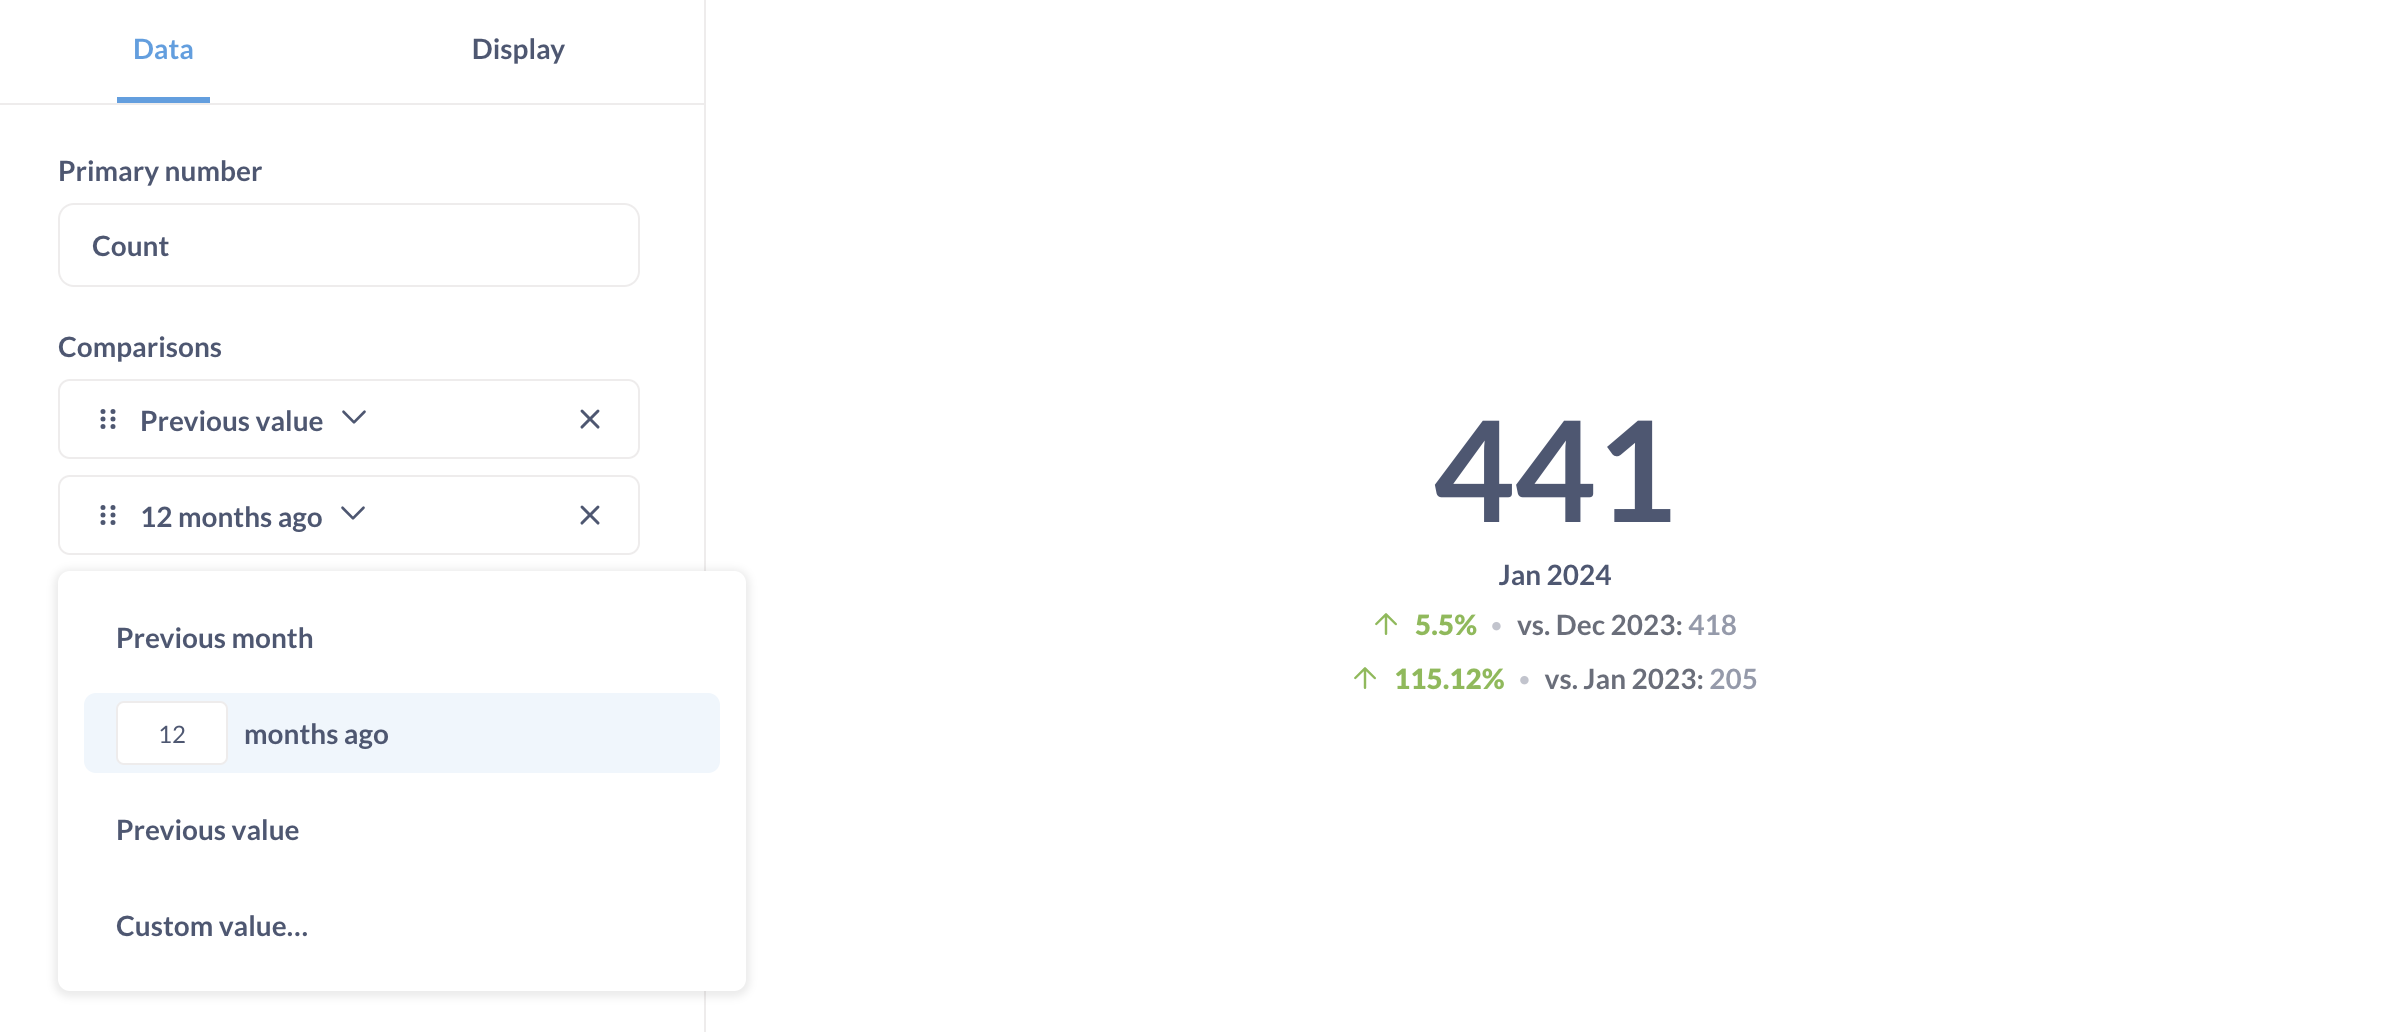 Data
Display
Primary number
Count
Comparisons
Previous value
12 months ago
Previous month
12 months ago
Previous value
Custom value...
441
Jan 2024
5.5% • vs. Dec 2023: 418
115.12% • vs. Jan 2023: 205